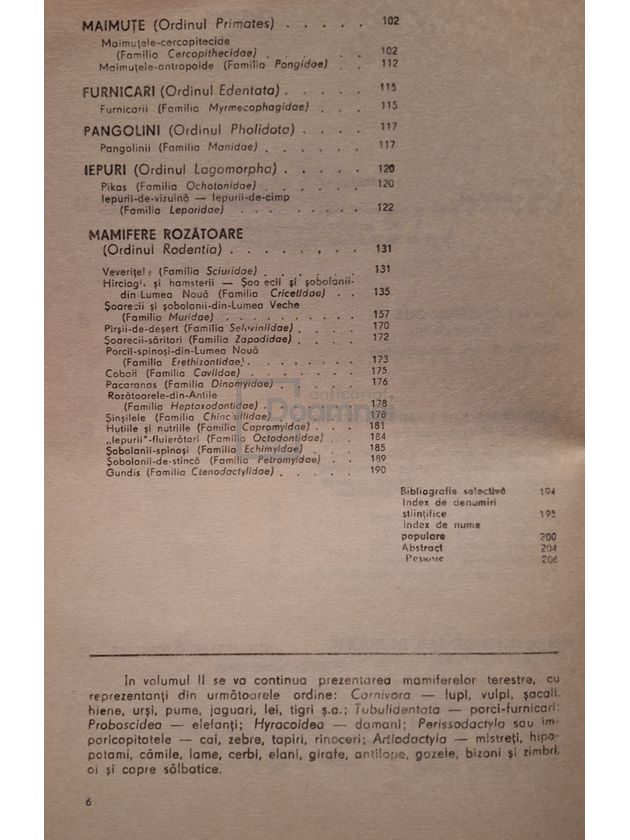 MAIMUȚE (Ordinul Primates) . . . . . 102
Maimuțele-cercopitecide
(Familia Cercopithecidae) . . . . . 102
Maimuțele-antropoide (Familia Pongidae) . . 112
FURNICARI (Ordinul Edentata) . . . . . 115
Furnicarii (Familia Myrmecophagidae) . . . 115
PANGOLINI (Ordinul Pholidota) . . . . . 117
Pangolinii (Familia Manidae) . . . . . 117
IEPURI (Ordinul Lagomorpha) . . . . . 120
Pikas (Familia Ochotonidae) . . . . . 120
Iepurii-de-vizuină — Iepurii-de-cîmp
(Familia Leporidae) . . . . . . . 122
MAMIFERE ROZĂTOARE
(Ordinul Rodentia) . . . . . . . 131
Veverițele (Familia Sciuridae) . . . . . 131
Hîrciogi și hamsterii — Șoarecii și șobolanii-
din-Lumea Nouă (Familia Cricetidae) . . 135
Șoarecii și șobolanii-din-Lumea Veche
(Familia Muridae) . . . . . . . 157
Pîrșii-de-deșert (Familia Seleviniidae) . . . 170
Șoarecii-săritori (Familia Zapodidae) . . . 172
Porcii-spinoși-din-Lumea Nouă
(Familia Erethizontidae) . . . . . 173
Cobaii (Familia Caviidae) . . . . . 175
Pacaranas (Familia Dinomyidae) . . . . 176
Rozătoarele-din-Antile
(Familia Heptaxodontidae) . . . . . 178
Șinșilele (Familia Chincillidae) . . . . 178
Hutiile și nutriile (Familia Capromyidae) . . . 181
„Iepurii"-fluierători (Familia Octodontidae) . . 184
Șobolanii-spinoși (Familia Echimyidae) . . . 185
Șobolanii-de-stîncă (Familia Petromyidae) . . 189
Gundis (Familia Ctenodactylidae) . . . . 190
anticariat
Doamnei
Bibliografie selectivă 194
Index de denumiri
științifice 195
Index de nume
populare 200
Abstract 204
Резюме 206
In volumul II se va continua prezentarea mamiferelor terestre, cu
reprezentanți din următoarele ordine: Carnivora — lupi, vulpi, șacali,
hiene, urși, pume, jaguari, lei, tigri ș.a.; Tubulidentata — porci-furnicari;
Proboscidea — elefanți; Hyracoidea — damani; Perissodactyla sau im-
paricopitatele — cai, zebre, tapiri, rinoceri; Artiodactyla — mistreți, hipo-
potami, cămile, lame, cerbi, elani, girafe, antilope, gazele, bizoni și zimbri,
oi și capre sălbatice.
6